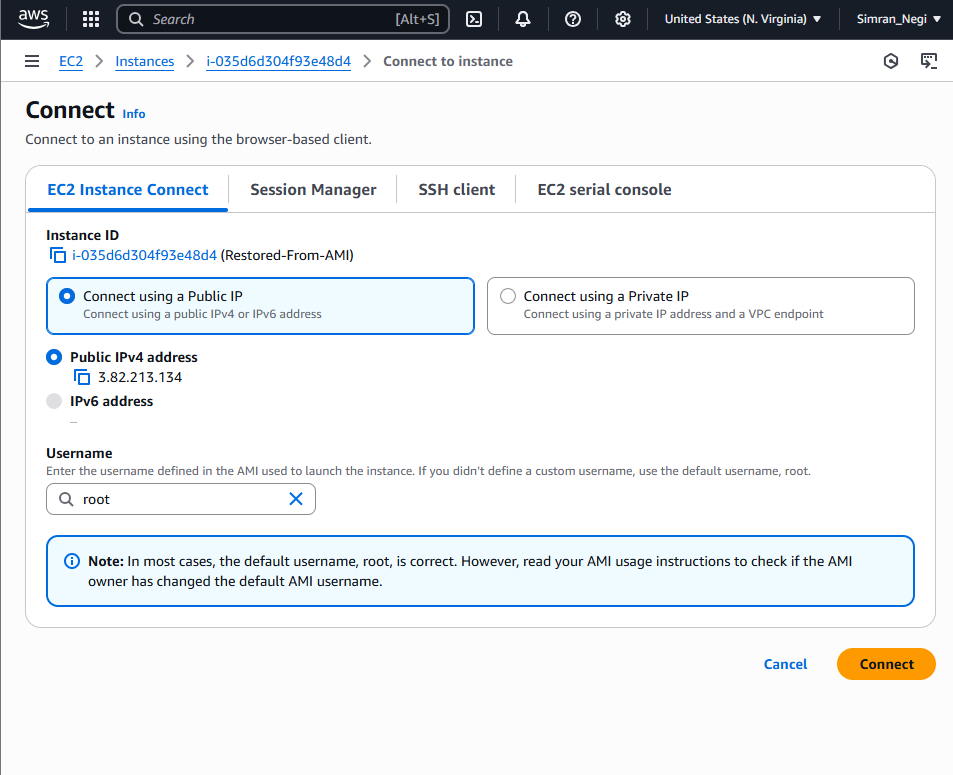 aws Search [Alt+S] United States (N. Virginia) Simran_Negi
EC2 Instances i-035d6d304f93e48d4 Connect to instance
Connect Info
Connect to an instance using the browser-based client.
EC2 Instance Connect Session Manager SSH client EC2 serial console
Instance ID
i-035d6d304f93e48d4 (Restored-From-AMI)
Connect using a Public IP
Connect using a public IPv4 or IPv6 address
Connect using a Private IP
Connect using a private IP address and a VPC endpoint
Public IPv4 address
3.82.213.134
IPv6 address
–
Username
Enter the username defined in the AMI used to launch the instance. If you didn't define a custom username, use the default username, root.
root
Note: In most cases, the default username, root, is correct. However, read your AMI usage instructions to check if the AMI
owner has changed the default AMI username.
Cancel Connect